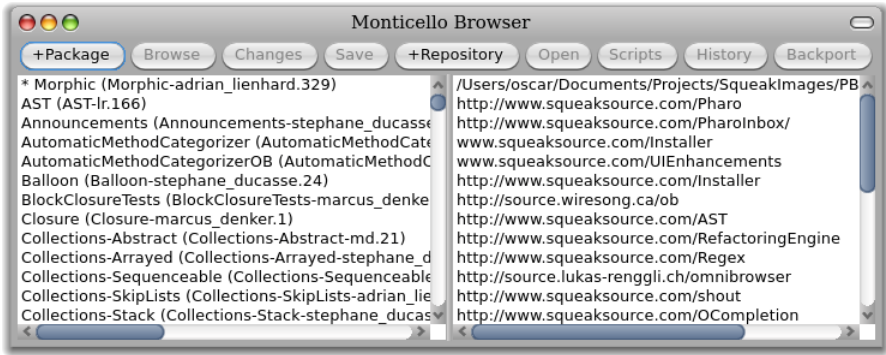 Monticello Browser
+Package Browse Changes Save +Repository Open Scripts History Backport
* Morphic (Morphic-adrian_lienhard.329)
AST (AST-lr.166)
Announcements (Announcements-stephane_ducasse
AutomaticMethodCategorizer (AutomaticMethodCate
AutomaticMethodCategorizerOB (AutomaticMethodC
Balloon (Balloon-stephane_ducasse.24)
BlockClosureTests (BlockClosureTests-marcus_denke
Closure (Closure-marcus_denker.1)
Collections-Abstract (Collections-Abstract-md.21)
Collections-Arrayed (Collections-Arrayed-stephane_d
Collections-Sequenceable (Collections-Sequenceable
Collections-SkipLists (Collections-SkipLists-adrian_lie
Collections-Stack (Collections-Stack-stephane_ducas
/Users/oscar/Documents/Projects/SqueakImages/PB
http://www.squeaksource.com/Pharo
http://www.squeaksource.com/PharoInbox/
www.squeaksource.com/Installer
www.squeaksource.com/UIEnhancements
http://www.squeaksource.com/Installer
http://source.wiresong.ca/ob
http://www.squeaksource.com/AST
http://www.squeaksource.com/RefactoringEngine
http://www.squeaksource.com/Regex
http://source.lukas-renggli.ch/omnibrowser
http://www.squeaksource.com/shout
http://www.squeaksource.com/OCompletion